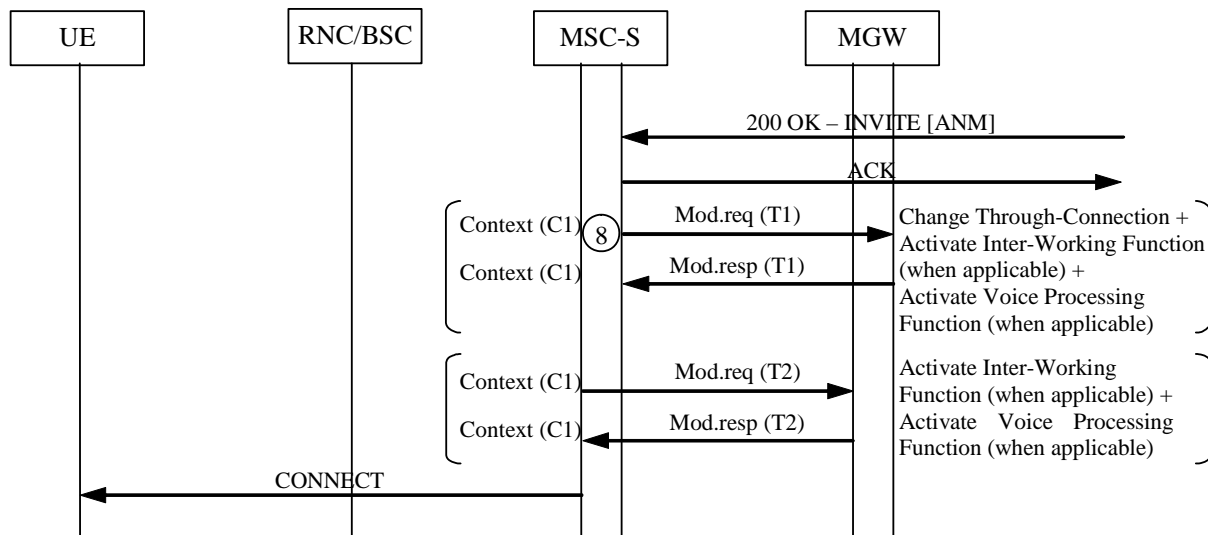 UE
RNC/BSC
MSC-S
MGW
200 OK – INVITE [ANM]
ACK
Context (C1)
8
Mod.req (T1)
Change Through-Connection +
Activate Inter-Working Function
(when applicable) +
Activate Voice Processing
Function (when applicable)
Context (C1)
Mod.resp (T1)
Context (C1)
Mod.req (T2)
Activate Inter-Working
Function (when applicable) +
Activate Voice Processing
Function (when applicable)
Context (C1)
Mod.resp (T2)
CONNECT